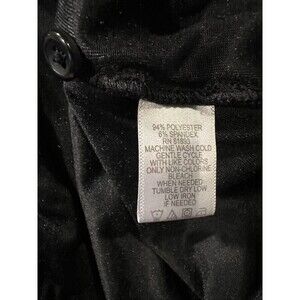 94% POLYESTER
6% SPANDEX
RN 81893
MACHINE WASH COLD
GENTLE CYCLE
WITH LIKE COLORS
ONLY NON-CHLORINE
BLEACH
WHEN NEEDED
TUMBLE DRY LOW
LOW IRON
IF NEEDED